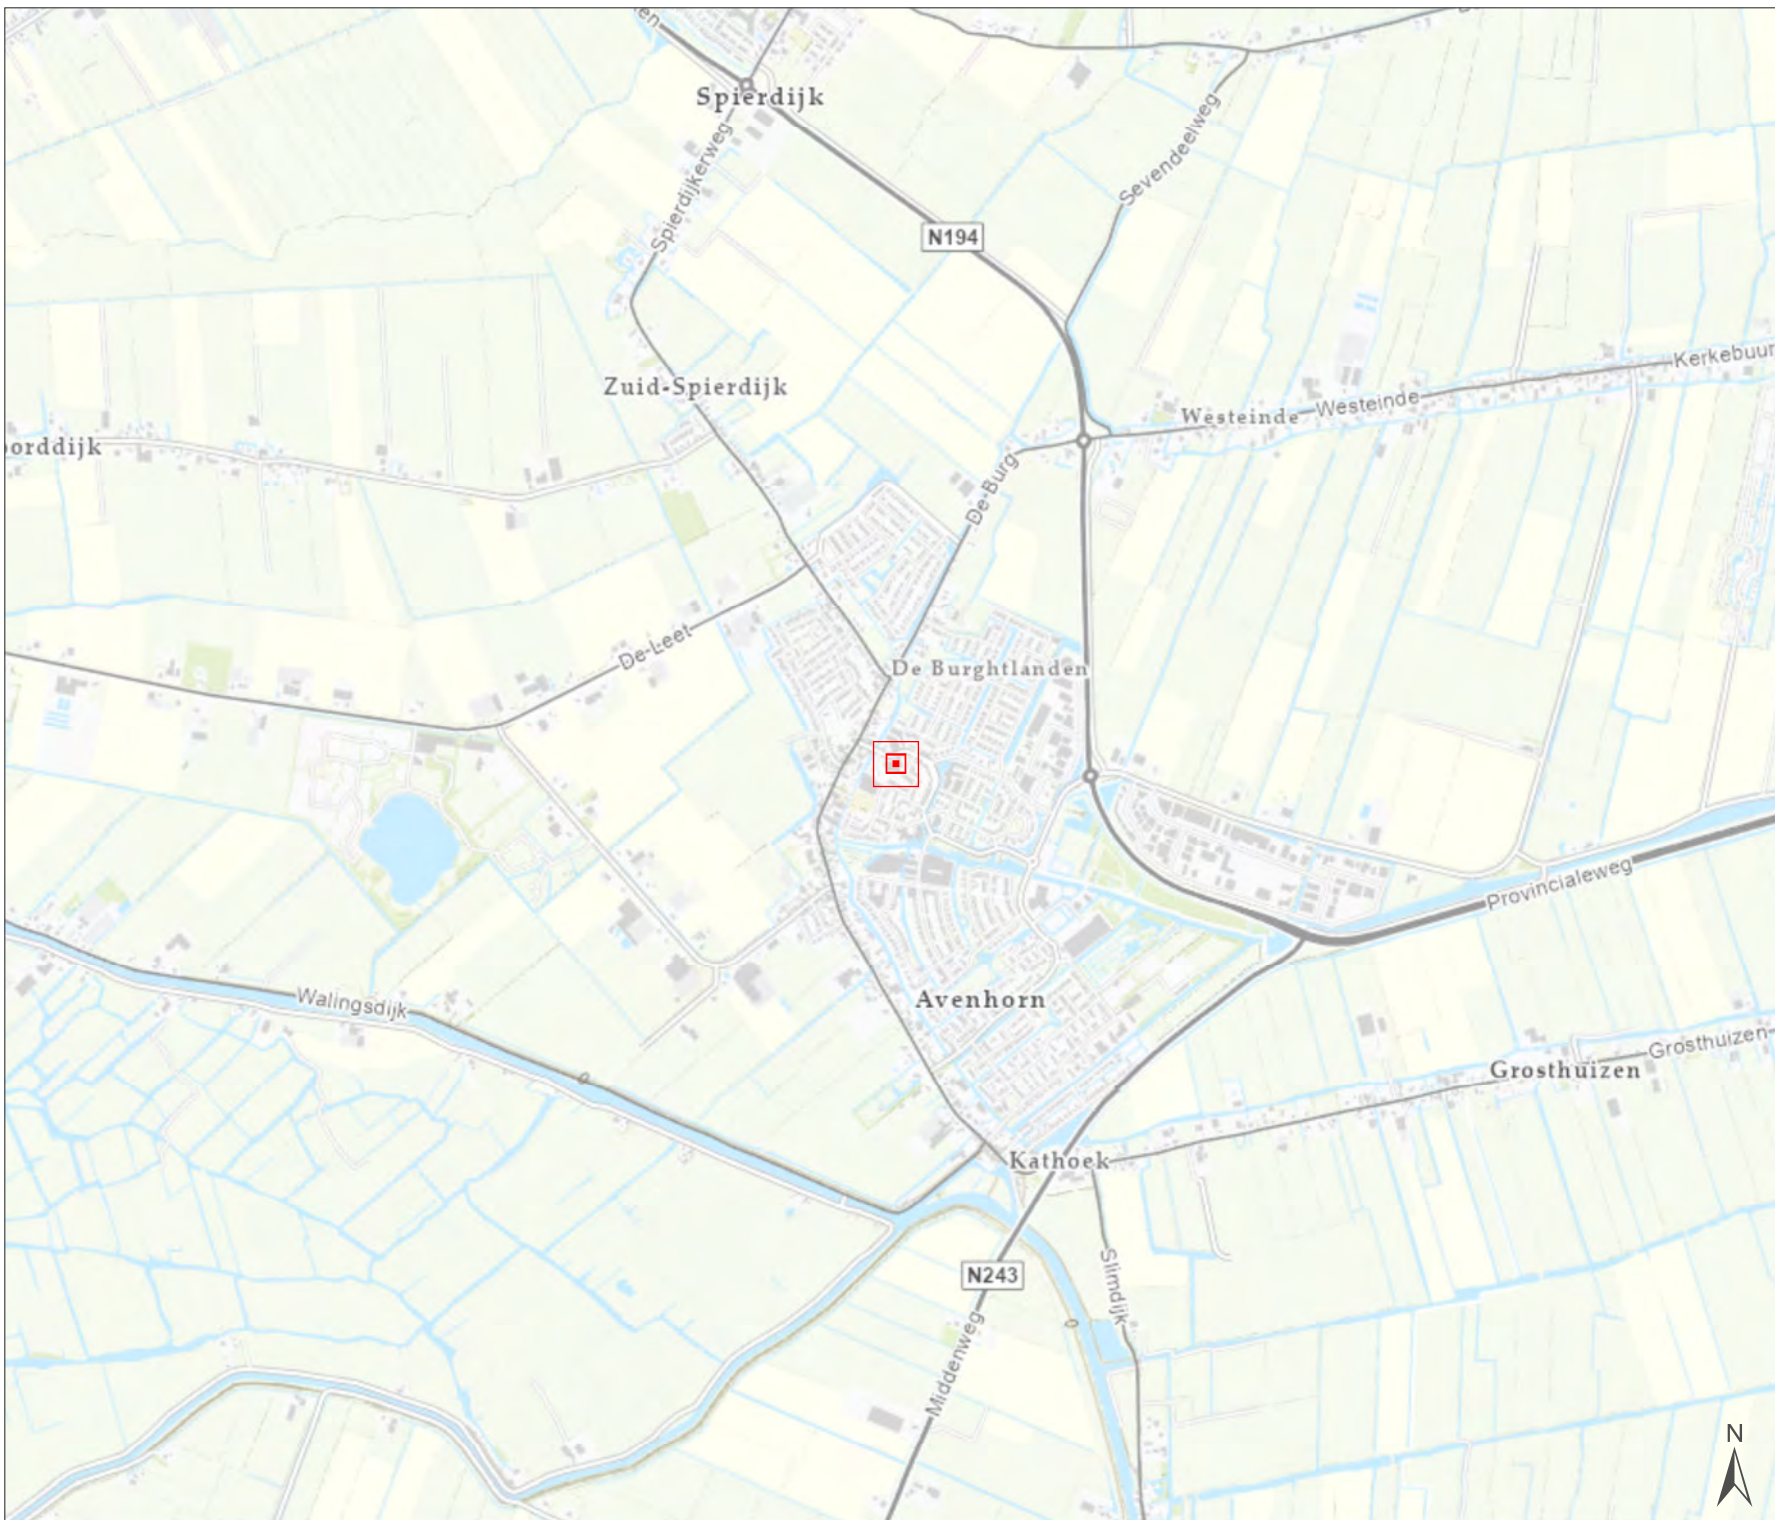 Spierdijk
Spierdijkerweg
Sevendeelweg
N194
Kerkebuur
Zuid-Spierdijk
Westeinde
Westeinde
oorddijk
De Burg
De Leet
De Burghtlanden
Provincialeweg
Walingsdijk
Avenhorn
Grosthuizen
Grosthuizen
Kathoek
N243
Slimdijk
Middenweg
N